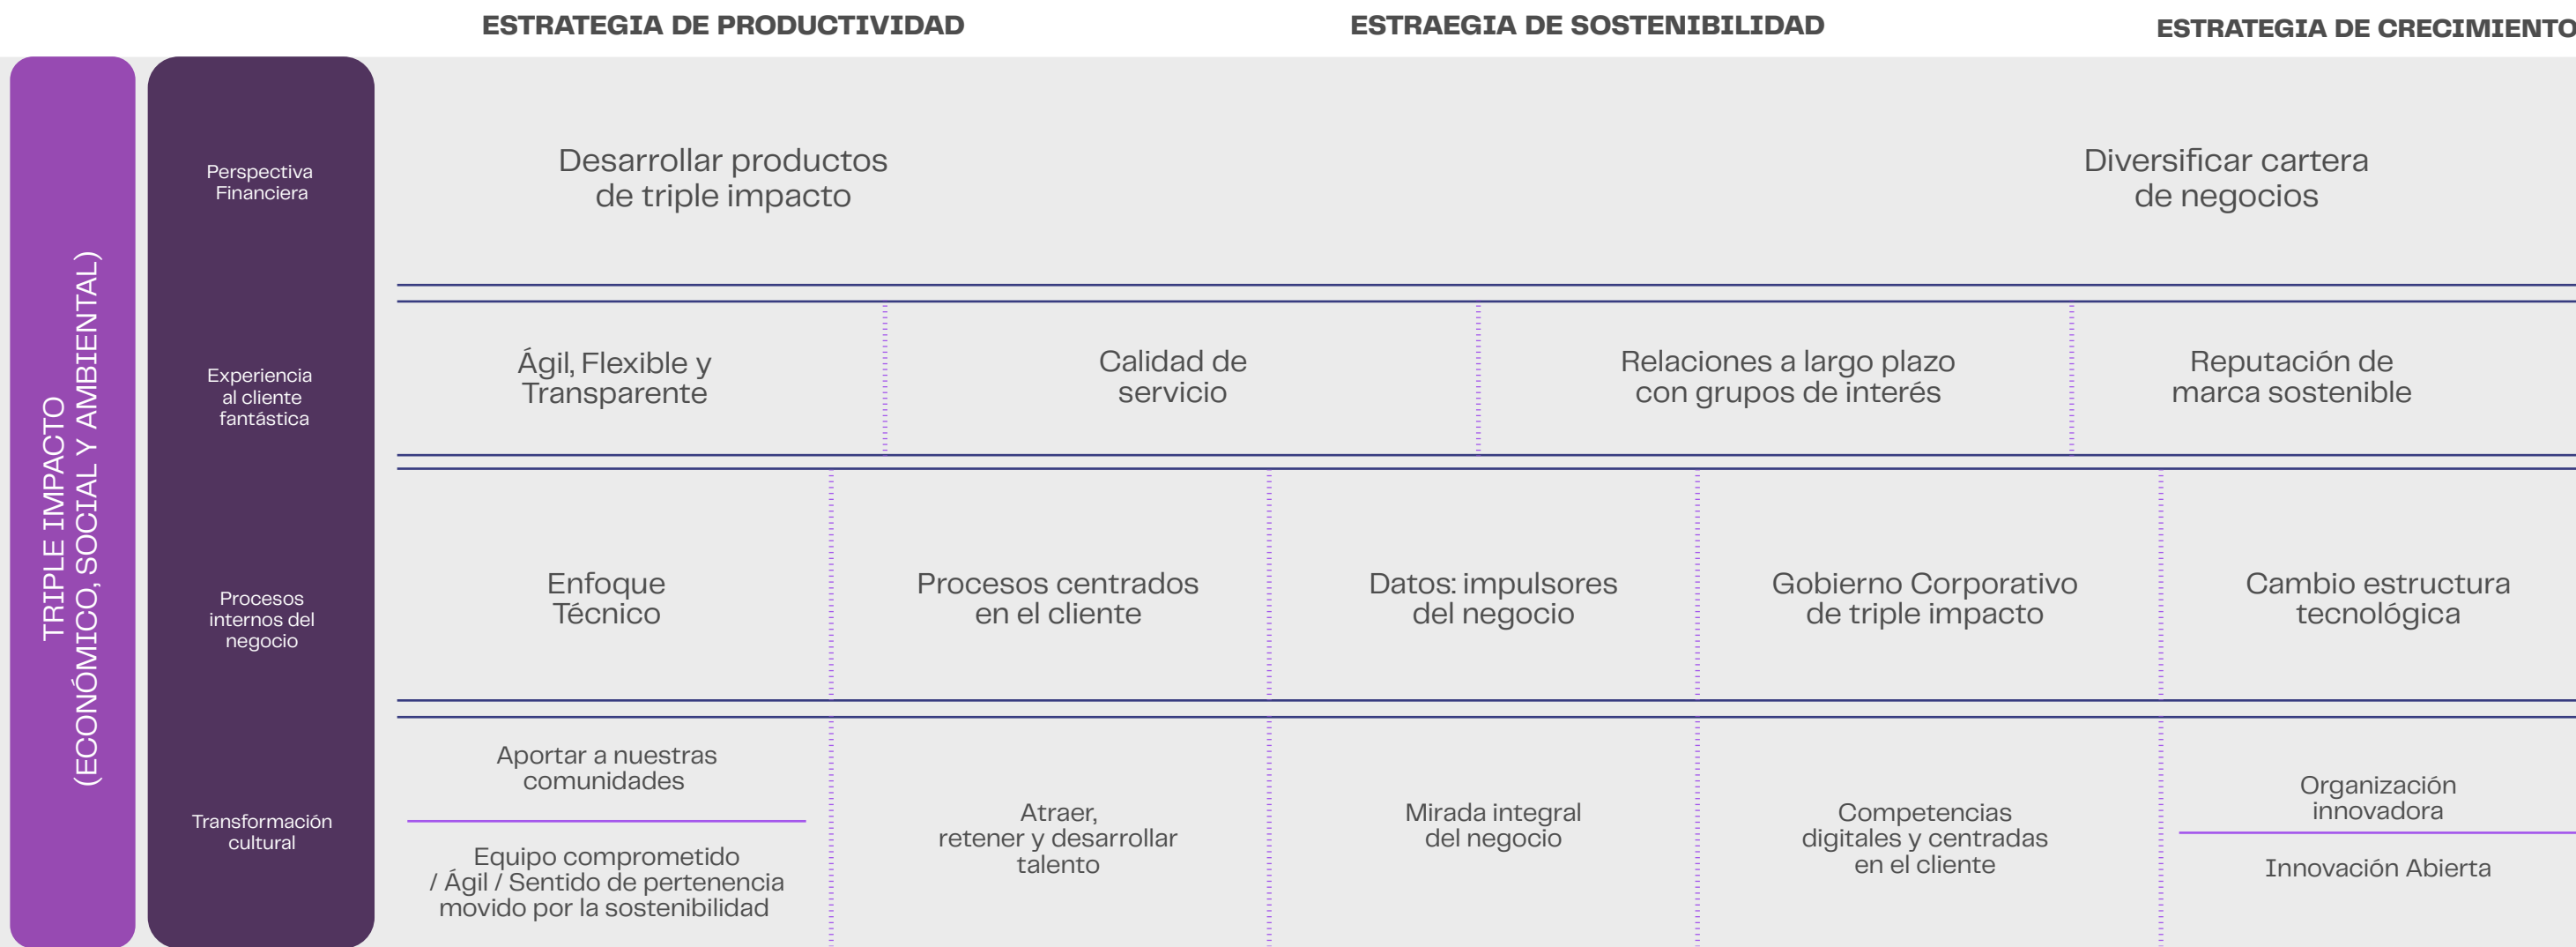 ESTRATEGIA DE PRODUCTIVIDAD
ESTRAEGIA DE SOSTENIBILIDAD
ESTRATEGIA DE CRECIMIENTO
TRIPLE IMPACTO
(ECONÓMICO, SOCIAL Y AMBIENTAL)
Perspectiva
Financiera
Desarrollar productos
de triple impacto
Diversificar cartera
de negocios
Experiencia
al cliente
fantástica
Ágil, Flexible y
Transparente
Calidad de
servicio
Relaciones a largo plazo
con grupos de interés
Reputación de
marca sostenible
Procesos
internos del
negocio
Enfoque
Técnico
Procesos centrados
en el cliente
Datos: impulsores
del negocio
Gobierno Corporativo
de triple impacto
Cambio estructura
tecnológica
Transformación
cultural
Aportar a nuestras
comunidades
Equipo comprometido
/ Ágil / Sentido de pertenencia
movido por la sostenibilidad
Atraer,
retener y desarrollar
talento
Mirada integral
del negocio
Competencias
digitales y centradas
en el cliente
Organización
innovadora
Innovación Abierta